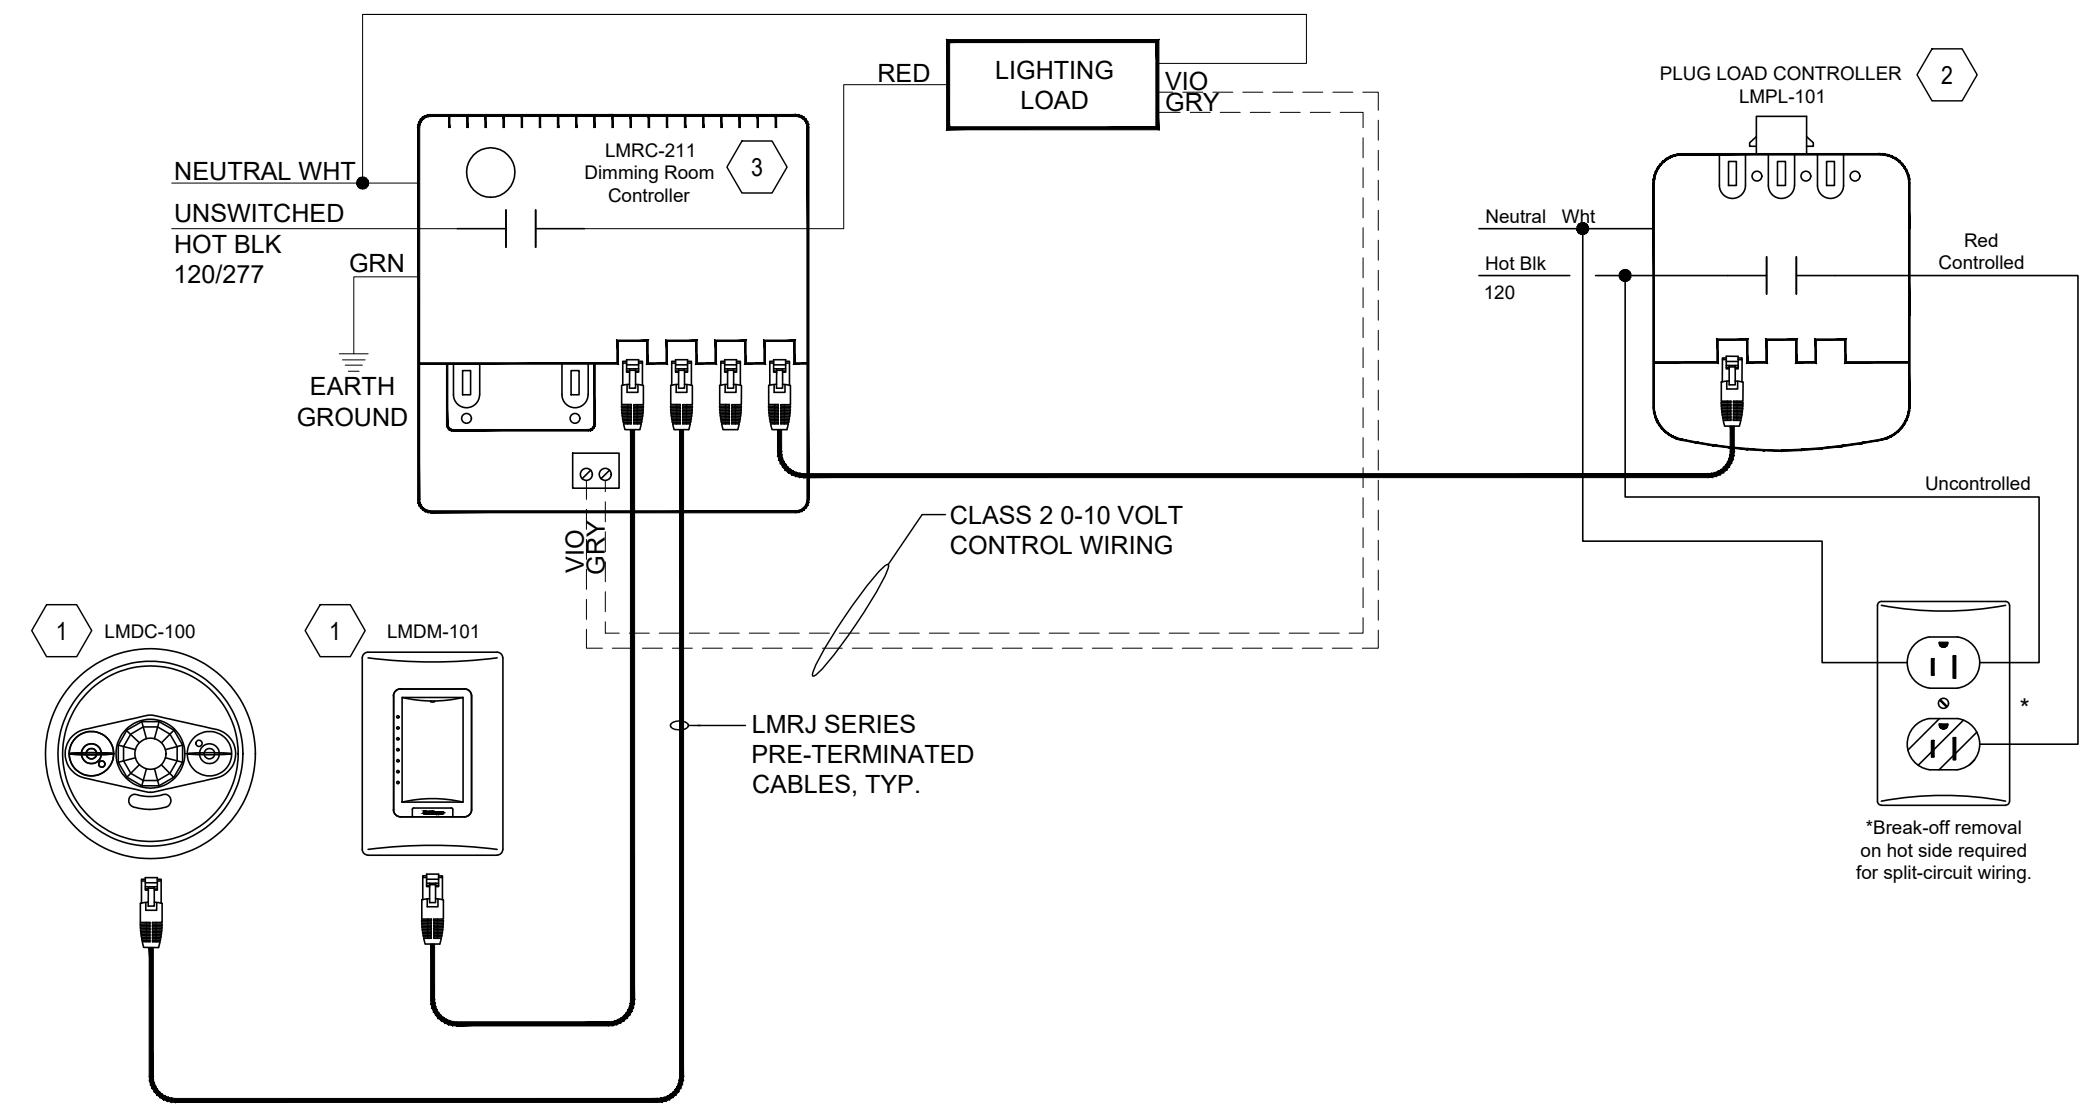 RED
LIGHTING
LOAD
VIO
GRY
PLUG LOAD CONTROLLER
LMPL-101
2
LMRC-211
Dimming Room
Controller
3
NEUTRAL WHT
UNSWITCHED
HOT BLK
120/277
GRN
EARTH
GROUND
Neutral Wht
Hot Blk
120
Red
Controlled
Uncontrolled
VIO
GRY
CLASS 2 0-10 VOLT
CONTROL WIRING
1
LMDC-100
1
LMDM-101
LMRJ SERIES
PRE-TERMINATED
CABLES, TYP.
*
*Break-off removal
on hot side required
for split-circuit wiring.